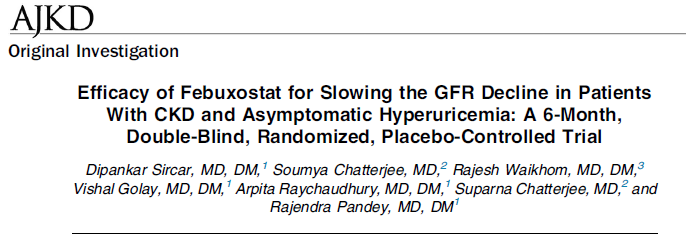 AJKD
Original Investigation
Efficacy of Febuxostat for Slowing the GFR Decline in Patients
With CKD and Asymptomatic Hyperuricemia: A 6-Month,
Double-Blind, Randomized, Placebo-Controlled Trial
Dipankar Sircar, MD, DM,1 Soumya Chatterjee, MD,2 Rajesh Waikhom, MD, DM,3
Vishal Golay, MD, DM,1 Arpita Raychaudhury, MD, DM,1 Suparna Chatterjee, MD,2 and
Rajendra Pandey, MD, DM1